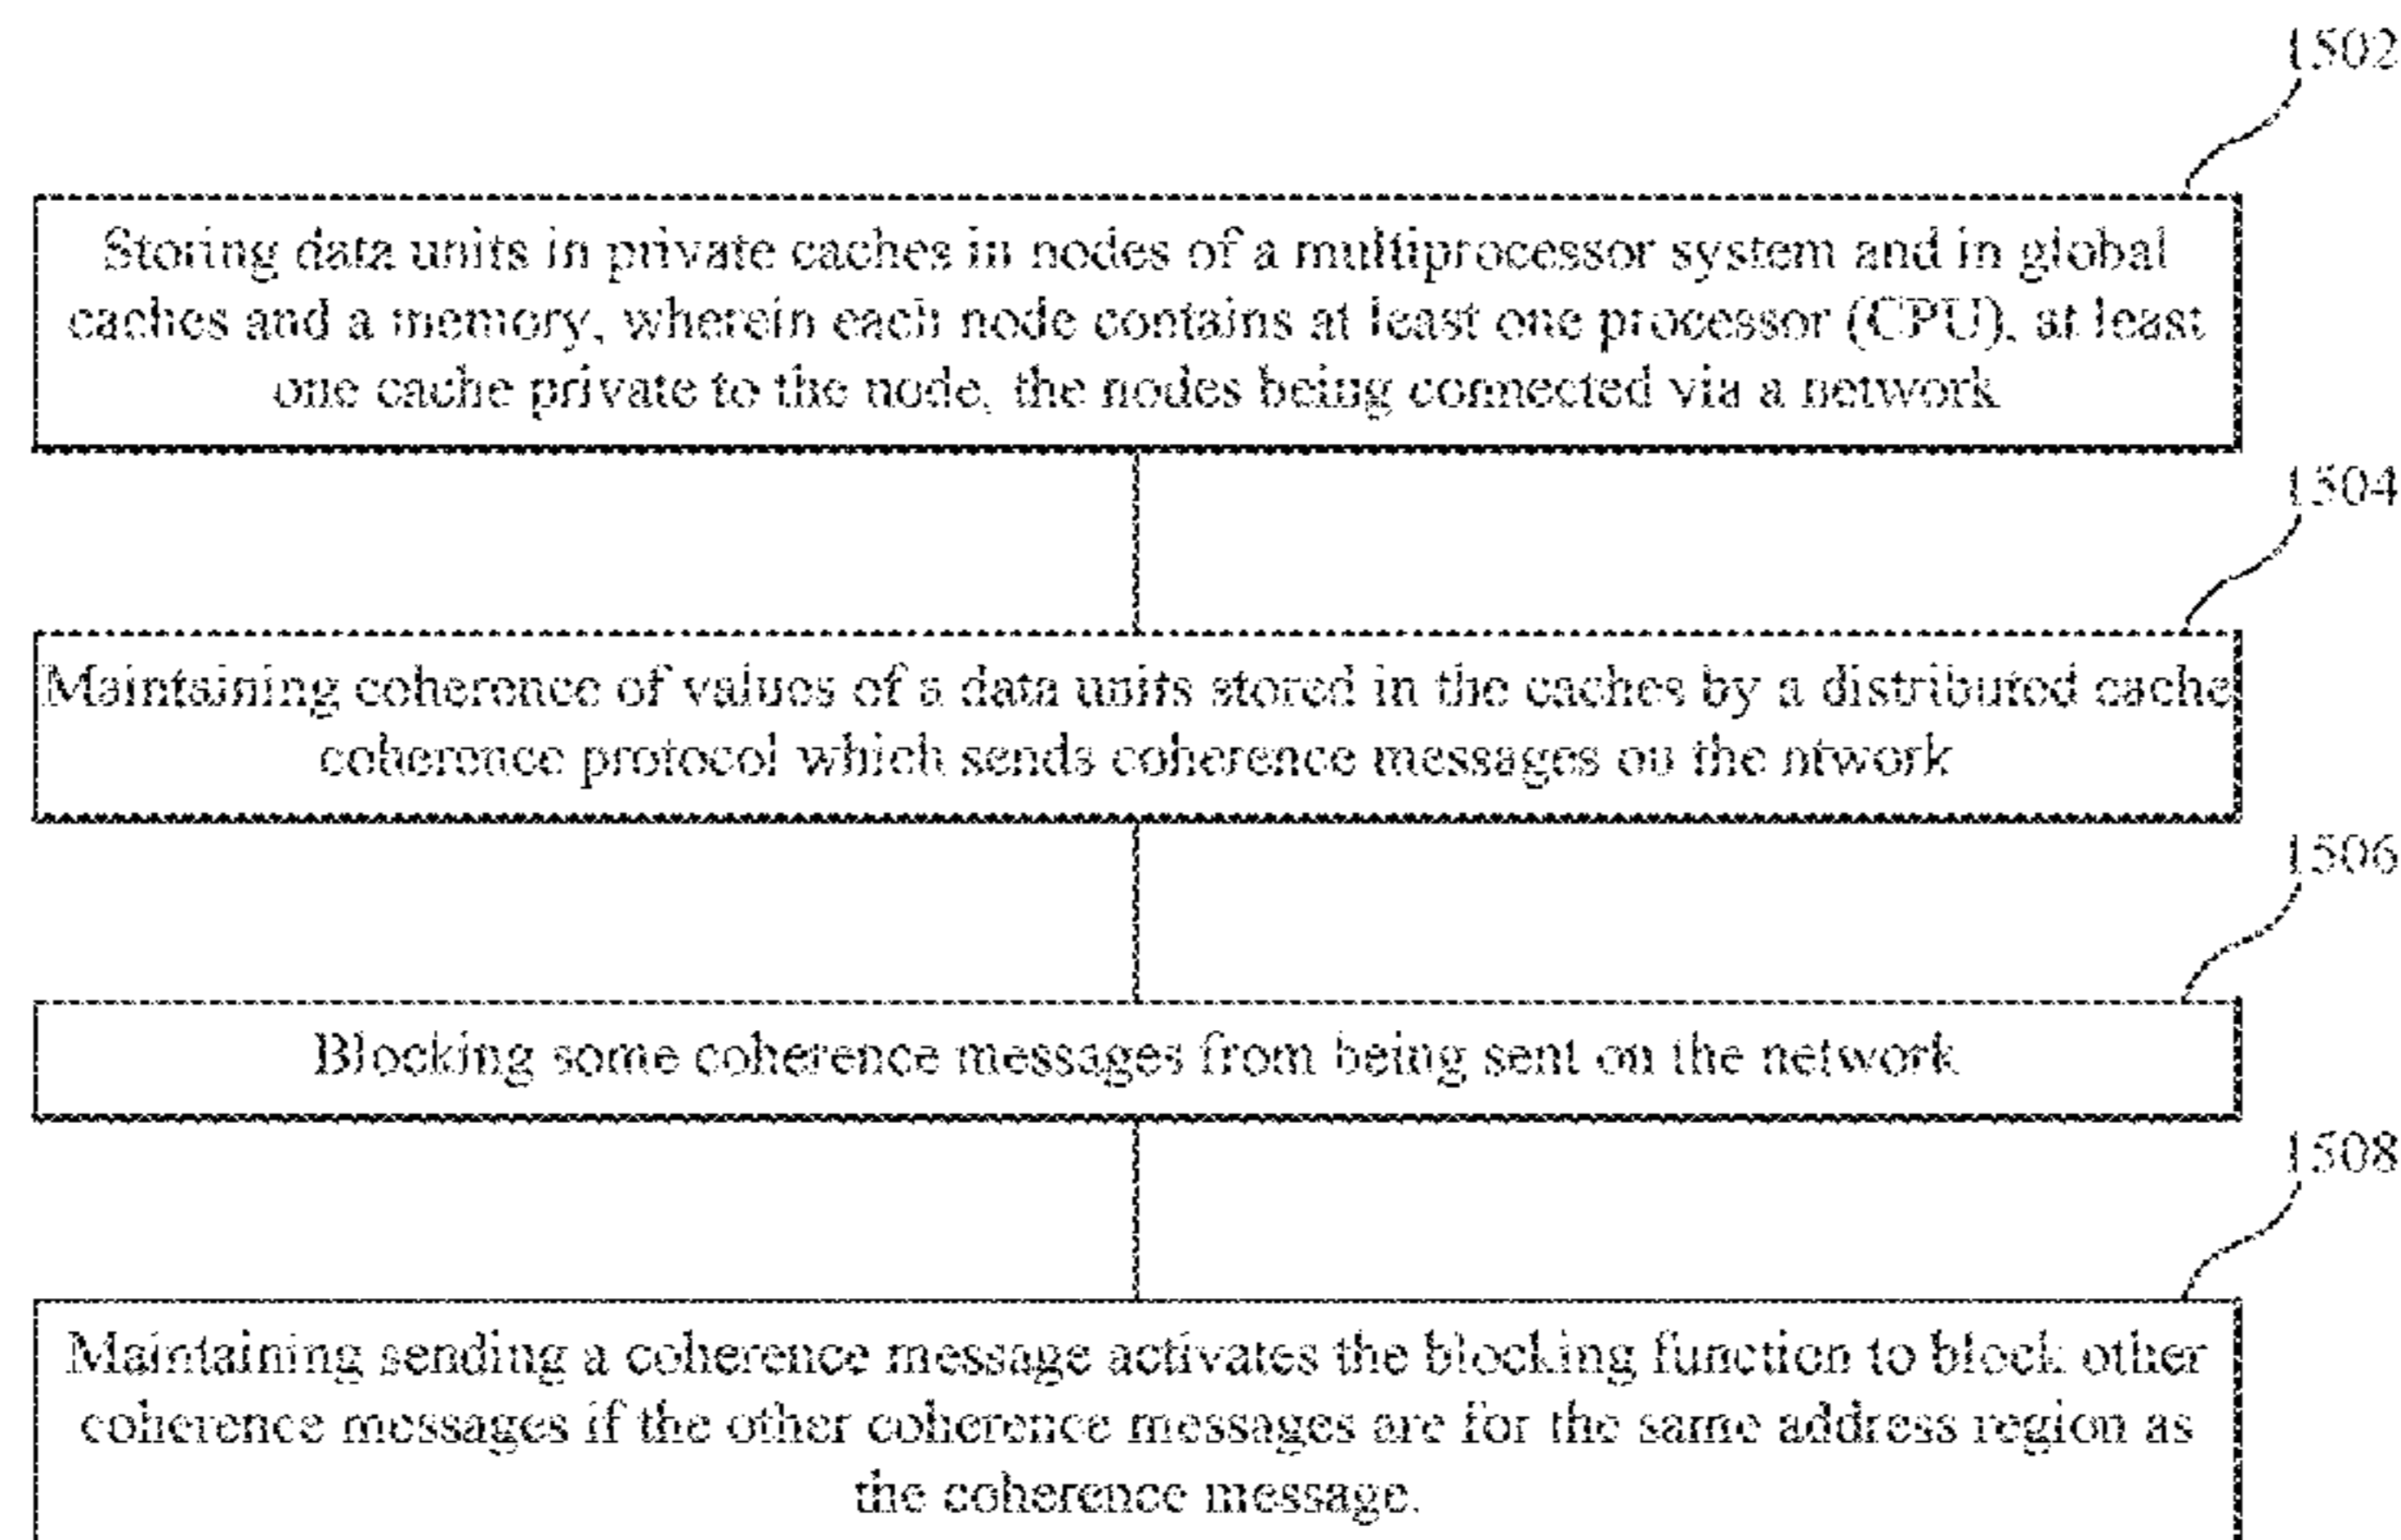 1502
Storing data units in private caches in nodes of a multiprocessor system and in global
caches and a memory, wherein each node contains at least one processor (CPU), at least
one cache private to the node, the nodes being connected via a network
1504
Maintaining coherence of values of a data units stored in the caches by a distributed cache
coherence protocol which sends coherence messages on the ntwork
1506
Blocking some coherence messages from being sent on the network
1508
Maintaining sending a coherence message activates the blocking function to block other
coherence messages if the other coherence messages are for the same address region as
the coherence message.